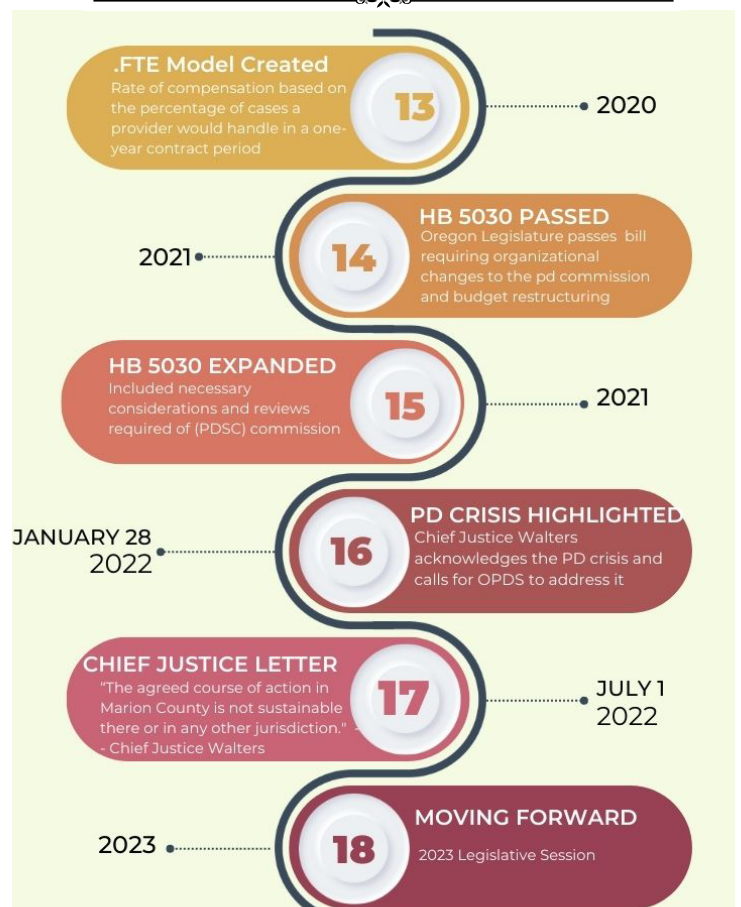 .FTE Model Created
Rate of compensation based on
the percentage of cases a
provider would handle in a one-
year contract period
13
2020
HB 5030 PASSED
Oregon Legislature passes bill
requiring organizational
changes to the pd commission
and budget restructuring
14
2021
HB 5030 EXPANDED
Included necessary
considerations and reviews
required of (PDSC) commission
15
2021
PD CRISIS HIGHLIGHTED
Chief Justice Walters
acknowledges the PD crisis and
calls for OPDS to address it
16
JANUARY 28
2022
CHIEF JUSTICE LETTER
“The agreed course of action in
Marion County is not sustainable
there or in any other jurisdiction." -
- Chief Justice Walters
17
JULY 1
2022
MOVING FORWARD
2023 Legislative Session
18
2023